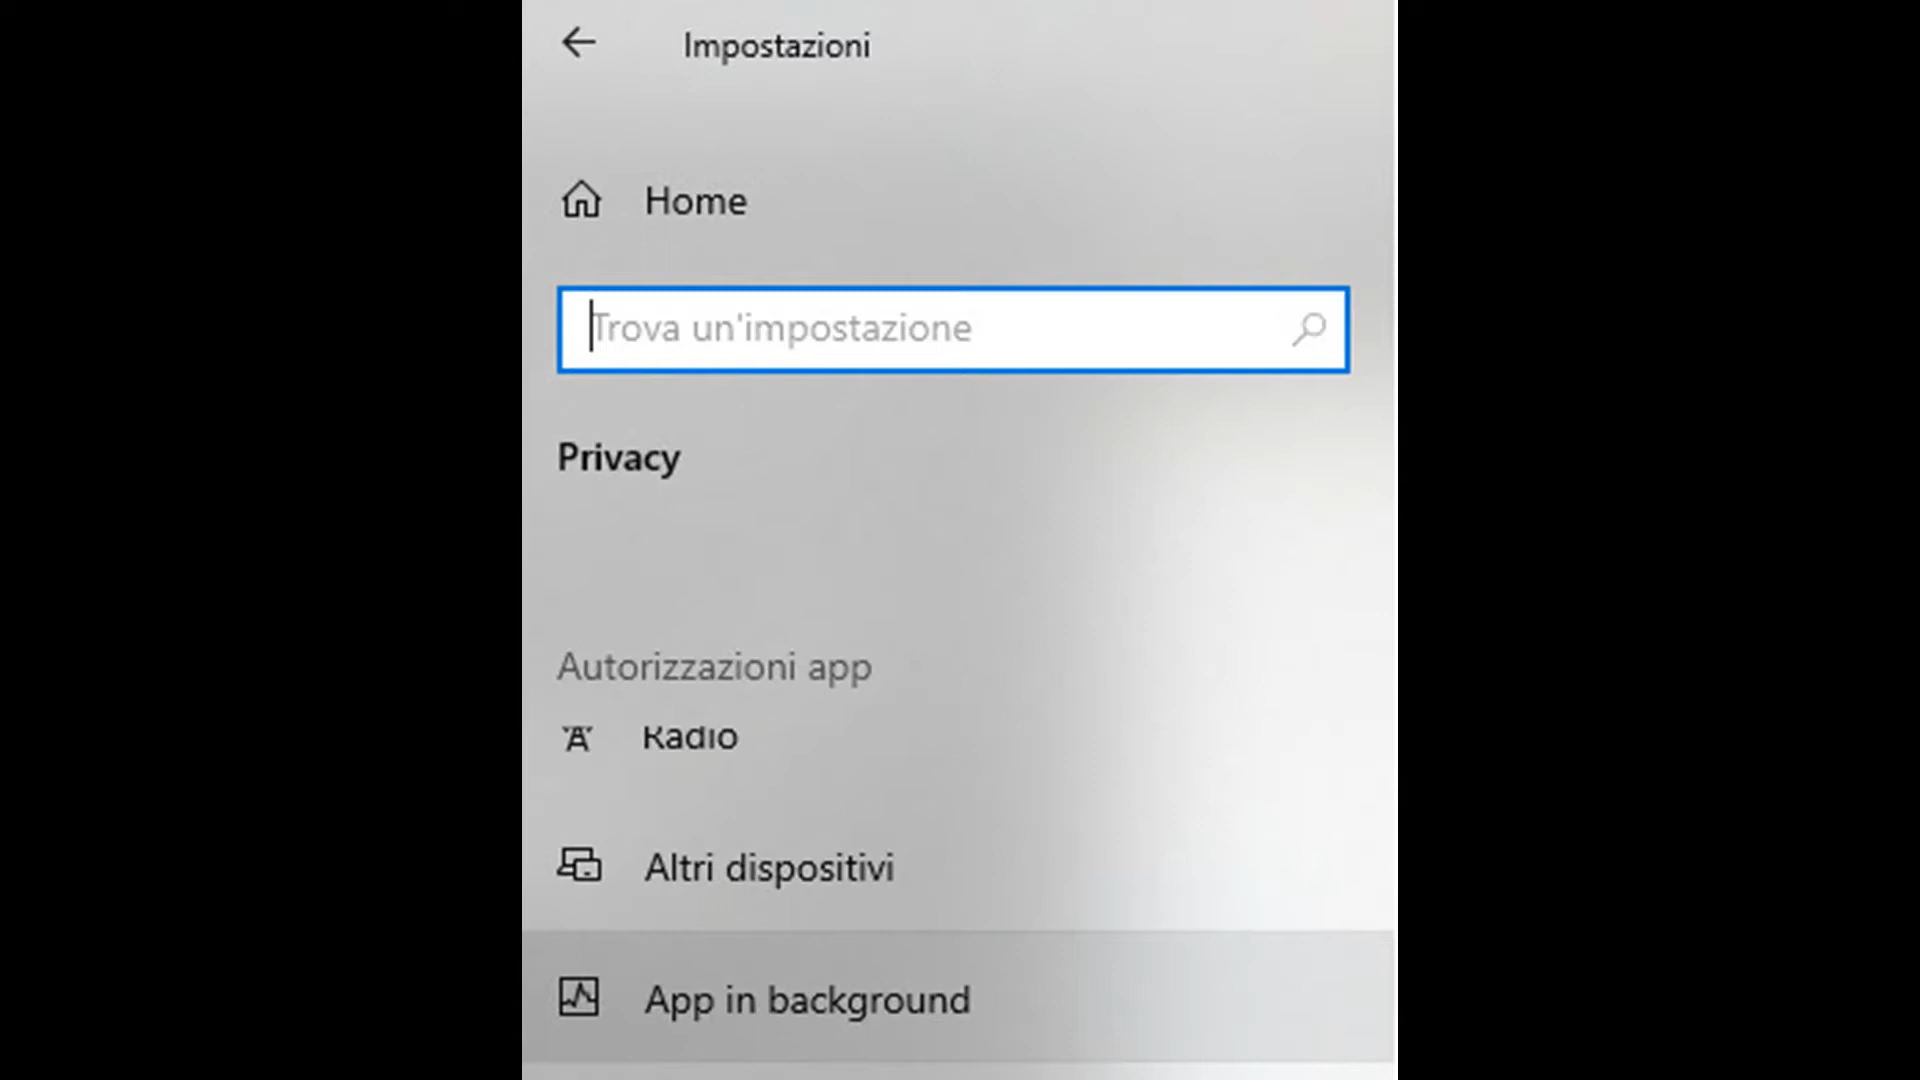 Impostazioni
Home
Trova un'impostazione
Privacy
Autorizzazioni app
Radio
Altri dispositivi
App in background